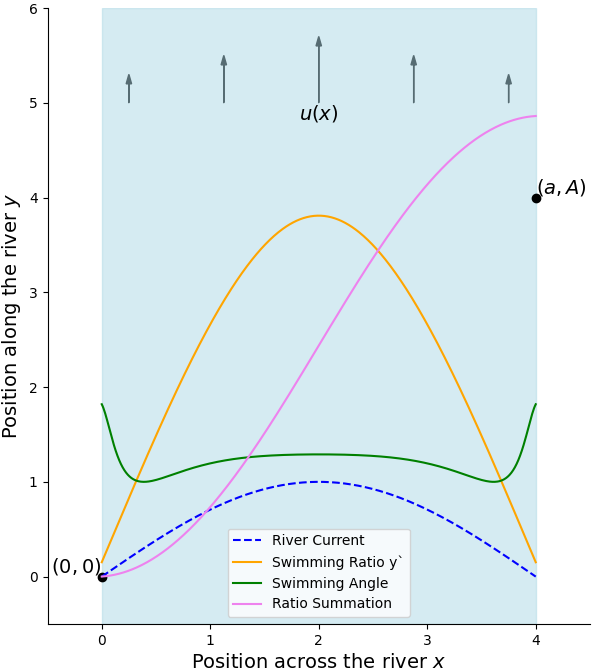 6
5
4
3
2
1
0
0
1
2
3
4
Position along the river y
Position across the river x
u(x)
(a, A)
(0, 0)
River Current
Swimming Ratio y`
Swimming Angle
Ratio Summation